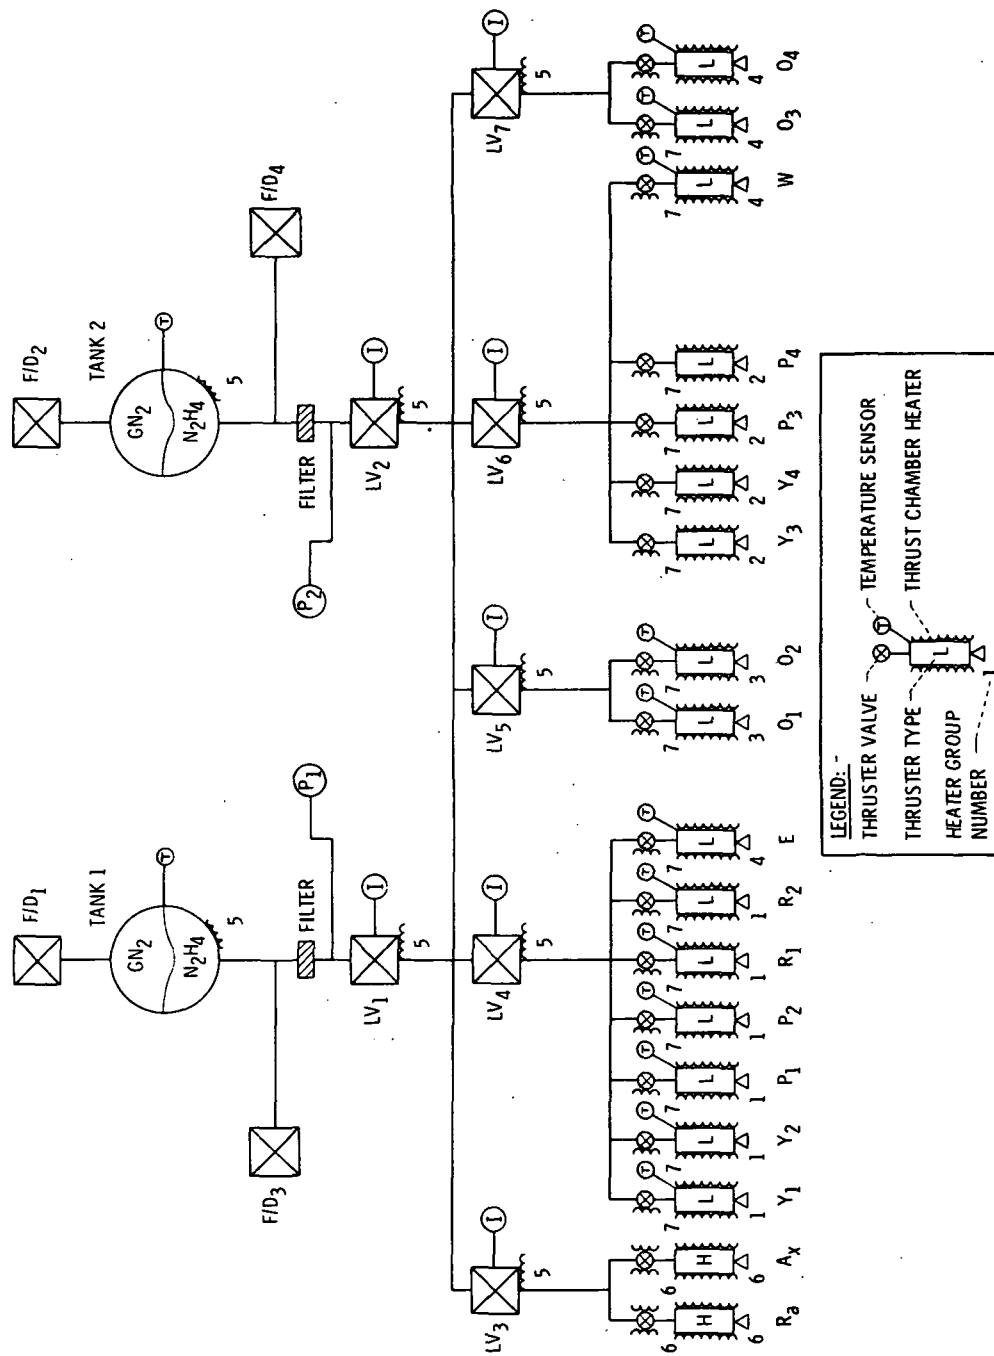 F/D1
F/D2
TANK 1
TANK 2
GN2
GN2
N2H4
T
N2H4
T
5
5
F/D3
F/D4
FILTER
P1
P2
FILTER
LV1
I
LV2
I
5
5
LV3
I
LV4
I
LV5
I
LV6
I
LV7
I
5
5
5
5
5
T T T T T T T T T T T T
6 6 7 7 7 7 7 7 7 7 7 7 7 7 7 7 7 7
H H L L L L L L L L L L L L L L L L
6 6 1 1 1 1 1 1 4 3 3 2 2 2 2 4 4 4
Ra Ax Y1 Y2 P1 P2 R1 R2 E O1 O2 Y3 Y4 P3 P4 W O3 O4
LEGEND: -
THRUSTER VALVE
TEMPERATURE SENSOR
T
THRUSTER TYPE
L
THRUST CHAMBER HEATER
HEATER GROUP
NUMBER
1